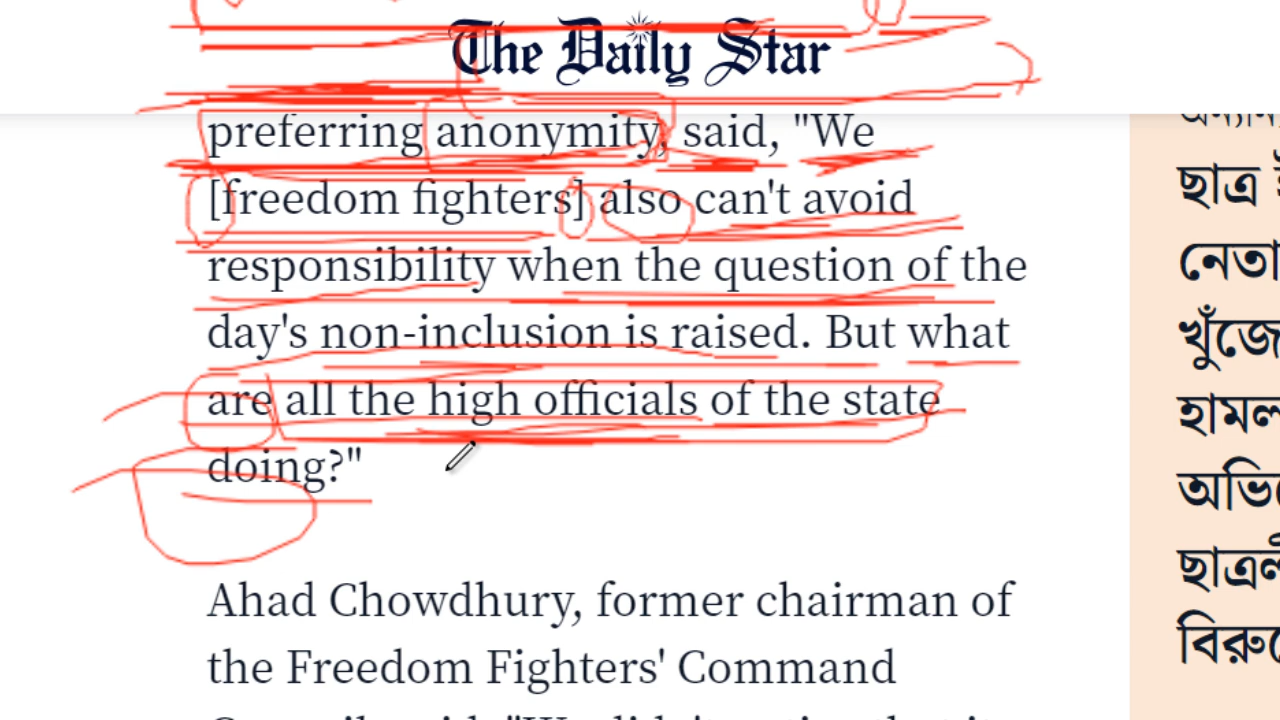 The Daily Star
preferring anonymity, said, "We
[freedom fighters] also can't avoid
responsibility when the question of the
day's non-inclusion is raised. But what
are all the high officials of the state
doing?"
Ahad Chowdhury, former chairman of
the Freedom Fighters' Command
ছাত্র
নেতা
খুঁজে
হামল
অভি
ছাত্রল
বিরু